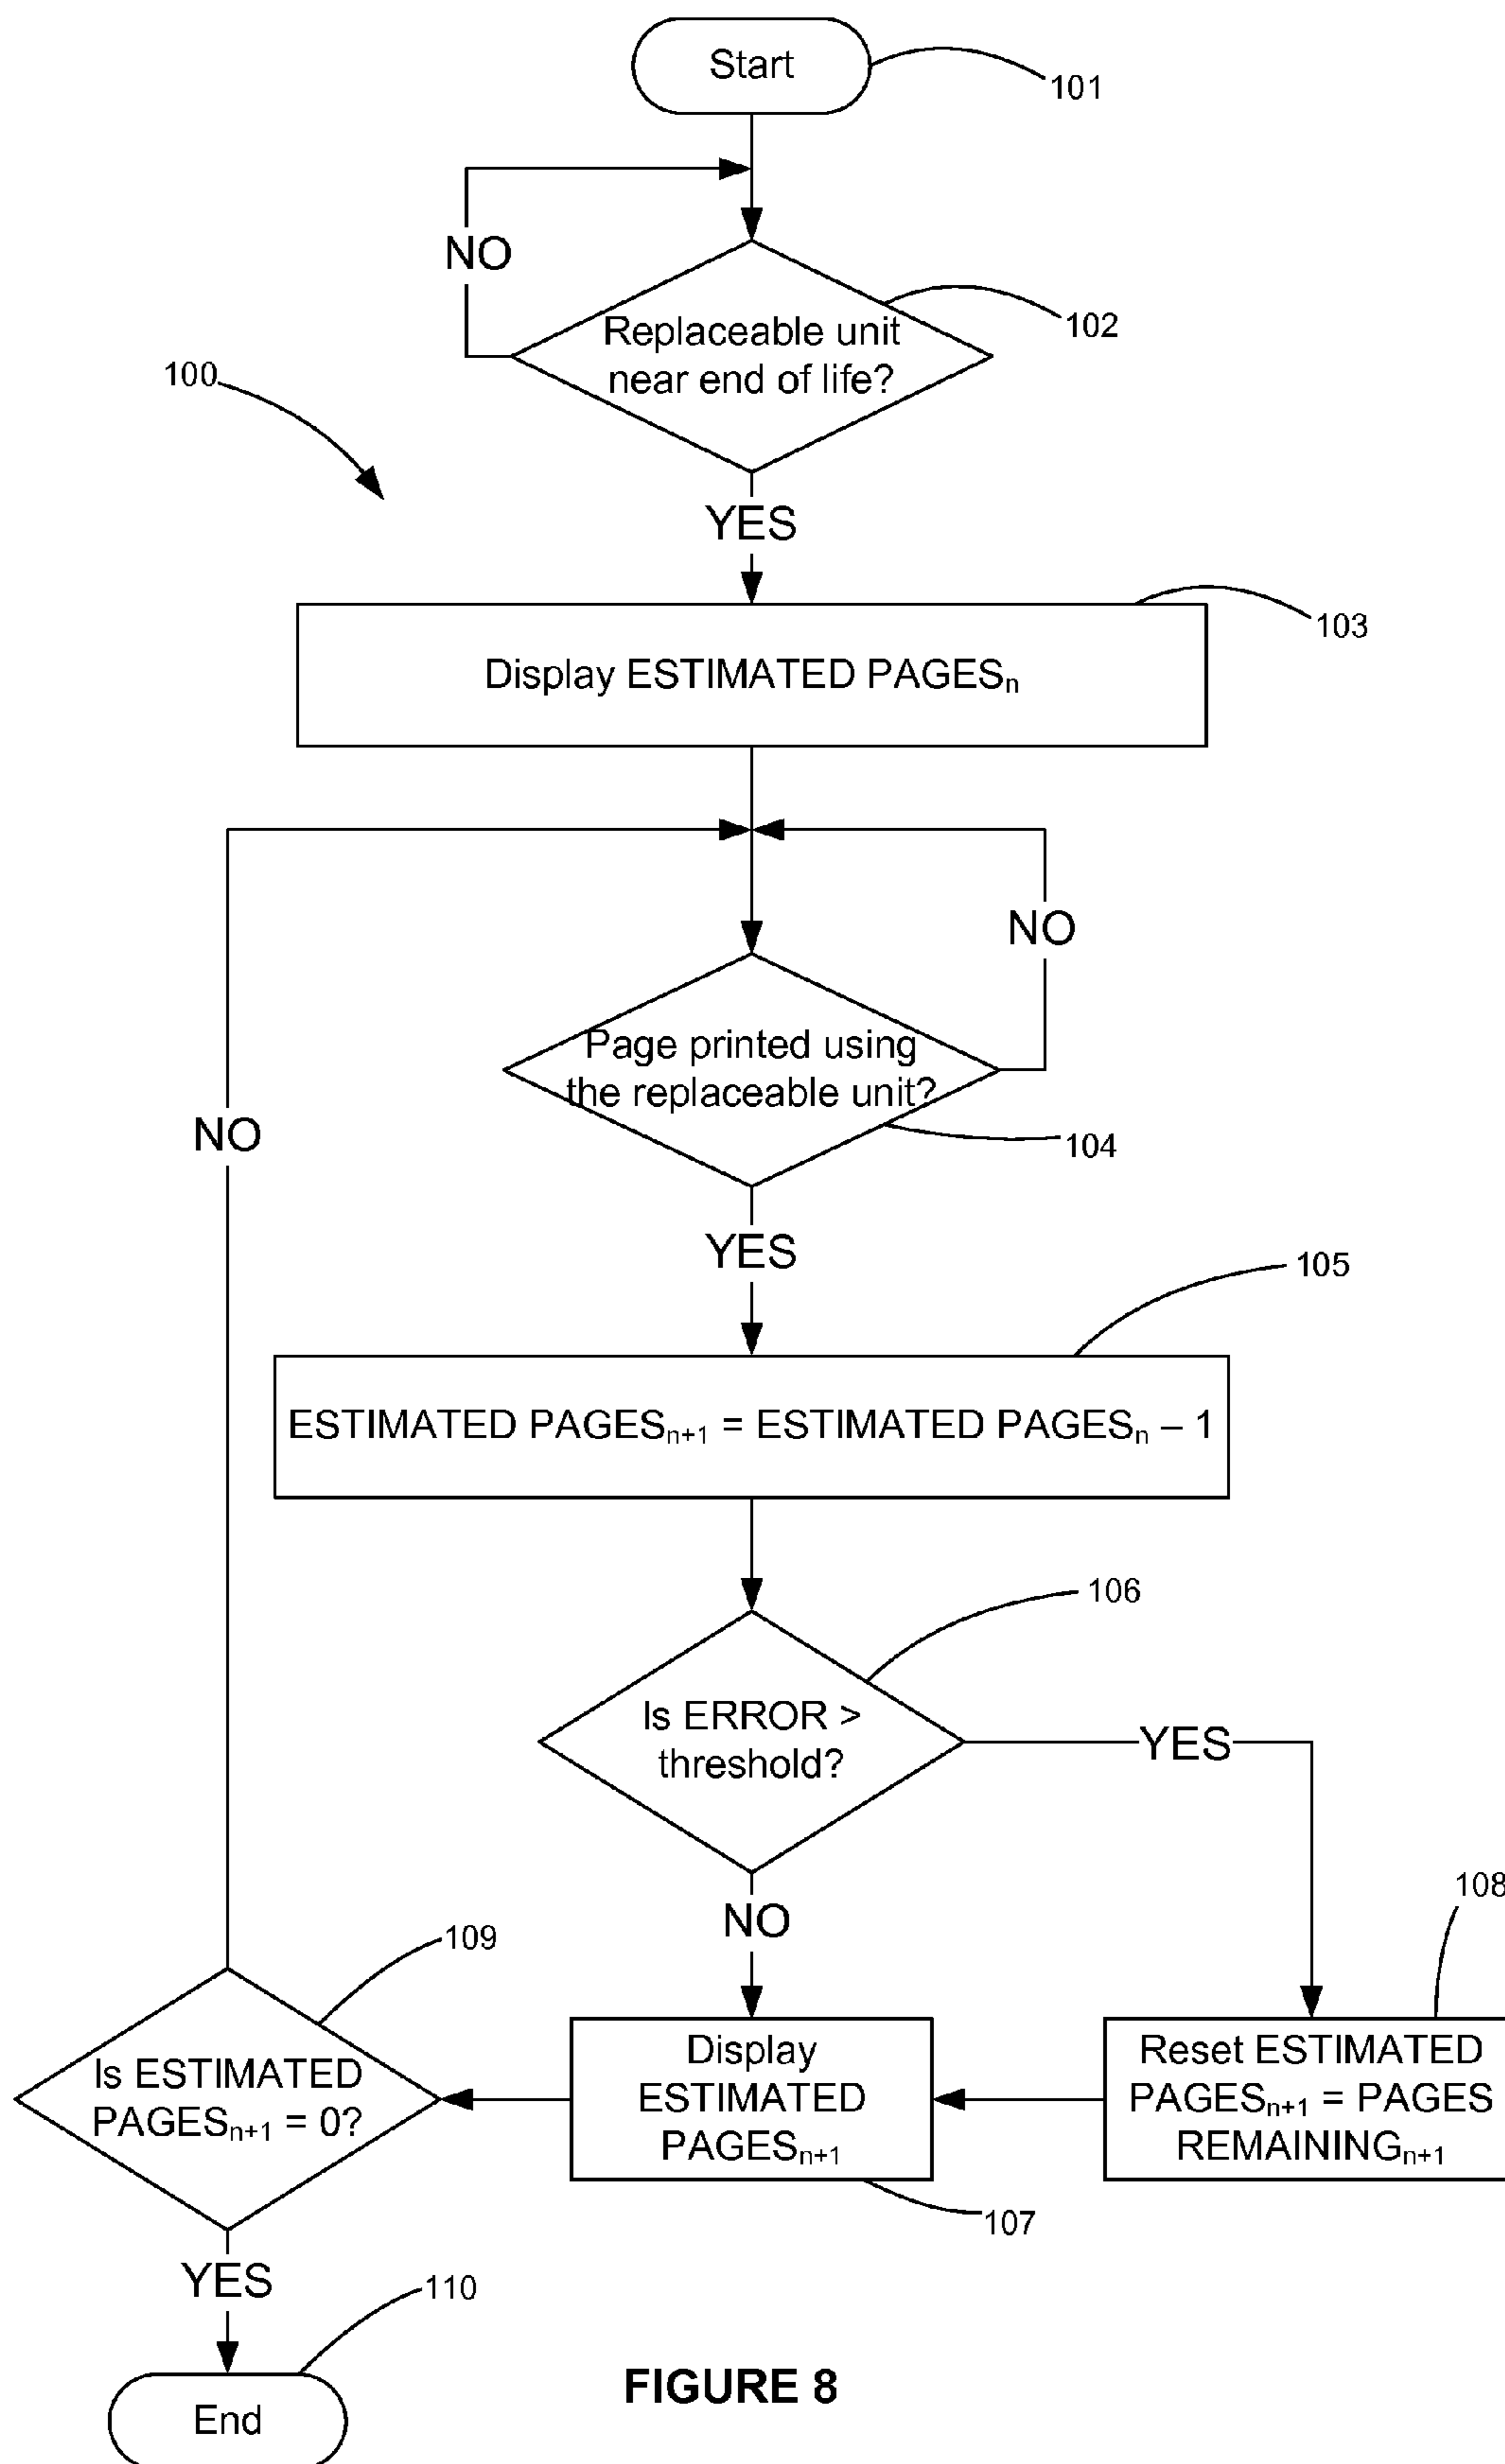 Start
101
NO
Replaceable unit
near end of life?
102
100
YES
103
Display ESTIMATED PAGESₙ
NO
Page printed using
the replaceable unit?
104
NO
YES
105
ESTIMATED PAGESₙ₊₁ = ESTIMATED PAGESₙ – 1
106
Is ERROR >
threshold?
YES
NO
108
109
Is ESTIMATED
PAGESₙ₊₁ = 0?
Display
ESTIMATED
PAGESₙ₊₁
Reset ESTIMATED
PAGESₙ₊₁ = PAGES
REMAININGₙ₊₁
107
YES
110
End
FIGURE 8